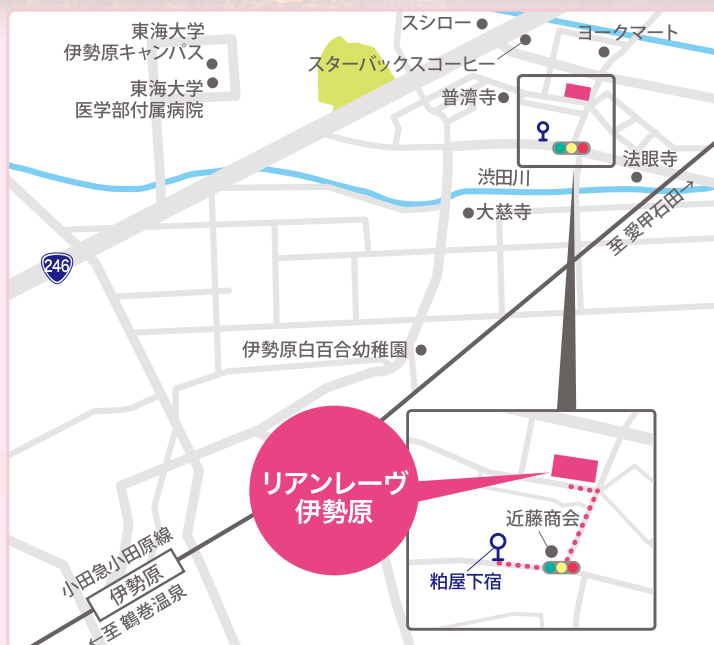 スシロー
ヨークマート
東海大学
伊勢原キャンパス
スターバックスコーヒー
東海大学
医学部付属病院
普濟寺
法眼寺
渋田川
大慈寺
至 愛甲石田→
246
伊勢原白百合幼稚園
リアンレーヴ
伊勢原
近藤商会
粕屋下宿
小田急小田原線
伊勢原
←至 鶴巻温泉